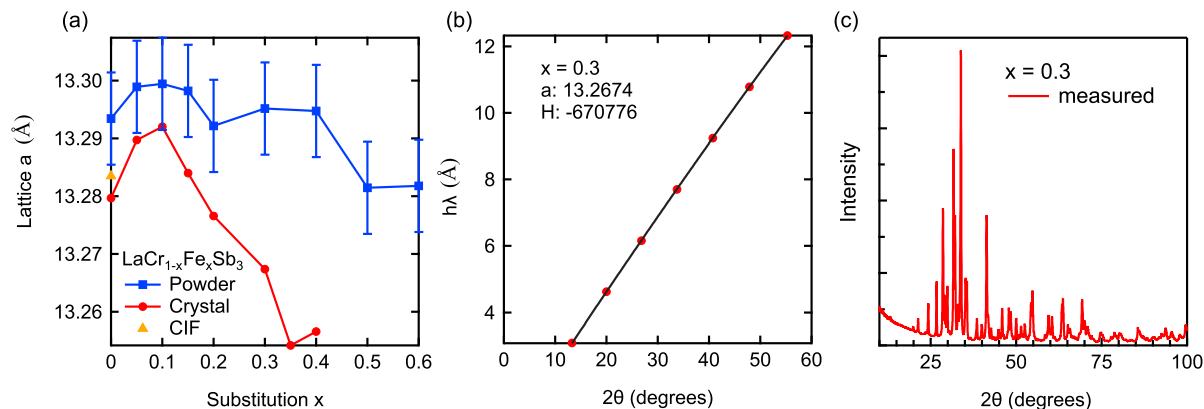 (a)
Lattice a (Å)
13.30
13.29
13.28
13.27
13.26
LaCr1-xFexSb3
Powder
Crystal
CIF
0
0.1
0.2
0.3
0.4
0.5
0.6
Substitution x
(b)
hλ (Å)
12
10
8
6
4
x = 0.3
a: 13.2674
H: -670776
0
10
20
30
40
50
60
2θ (degrees)
(c)
Intensity
x = 0.3
measured
25
50
75
100
2θ (degrees)